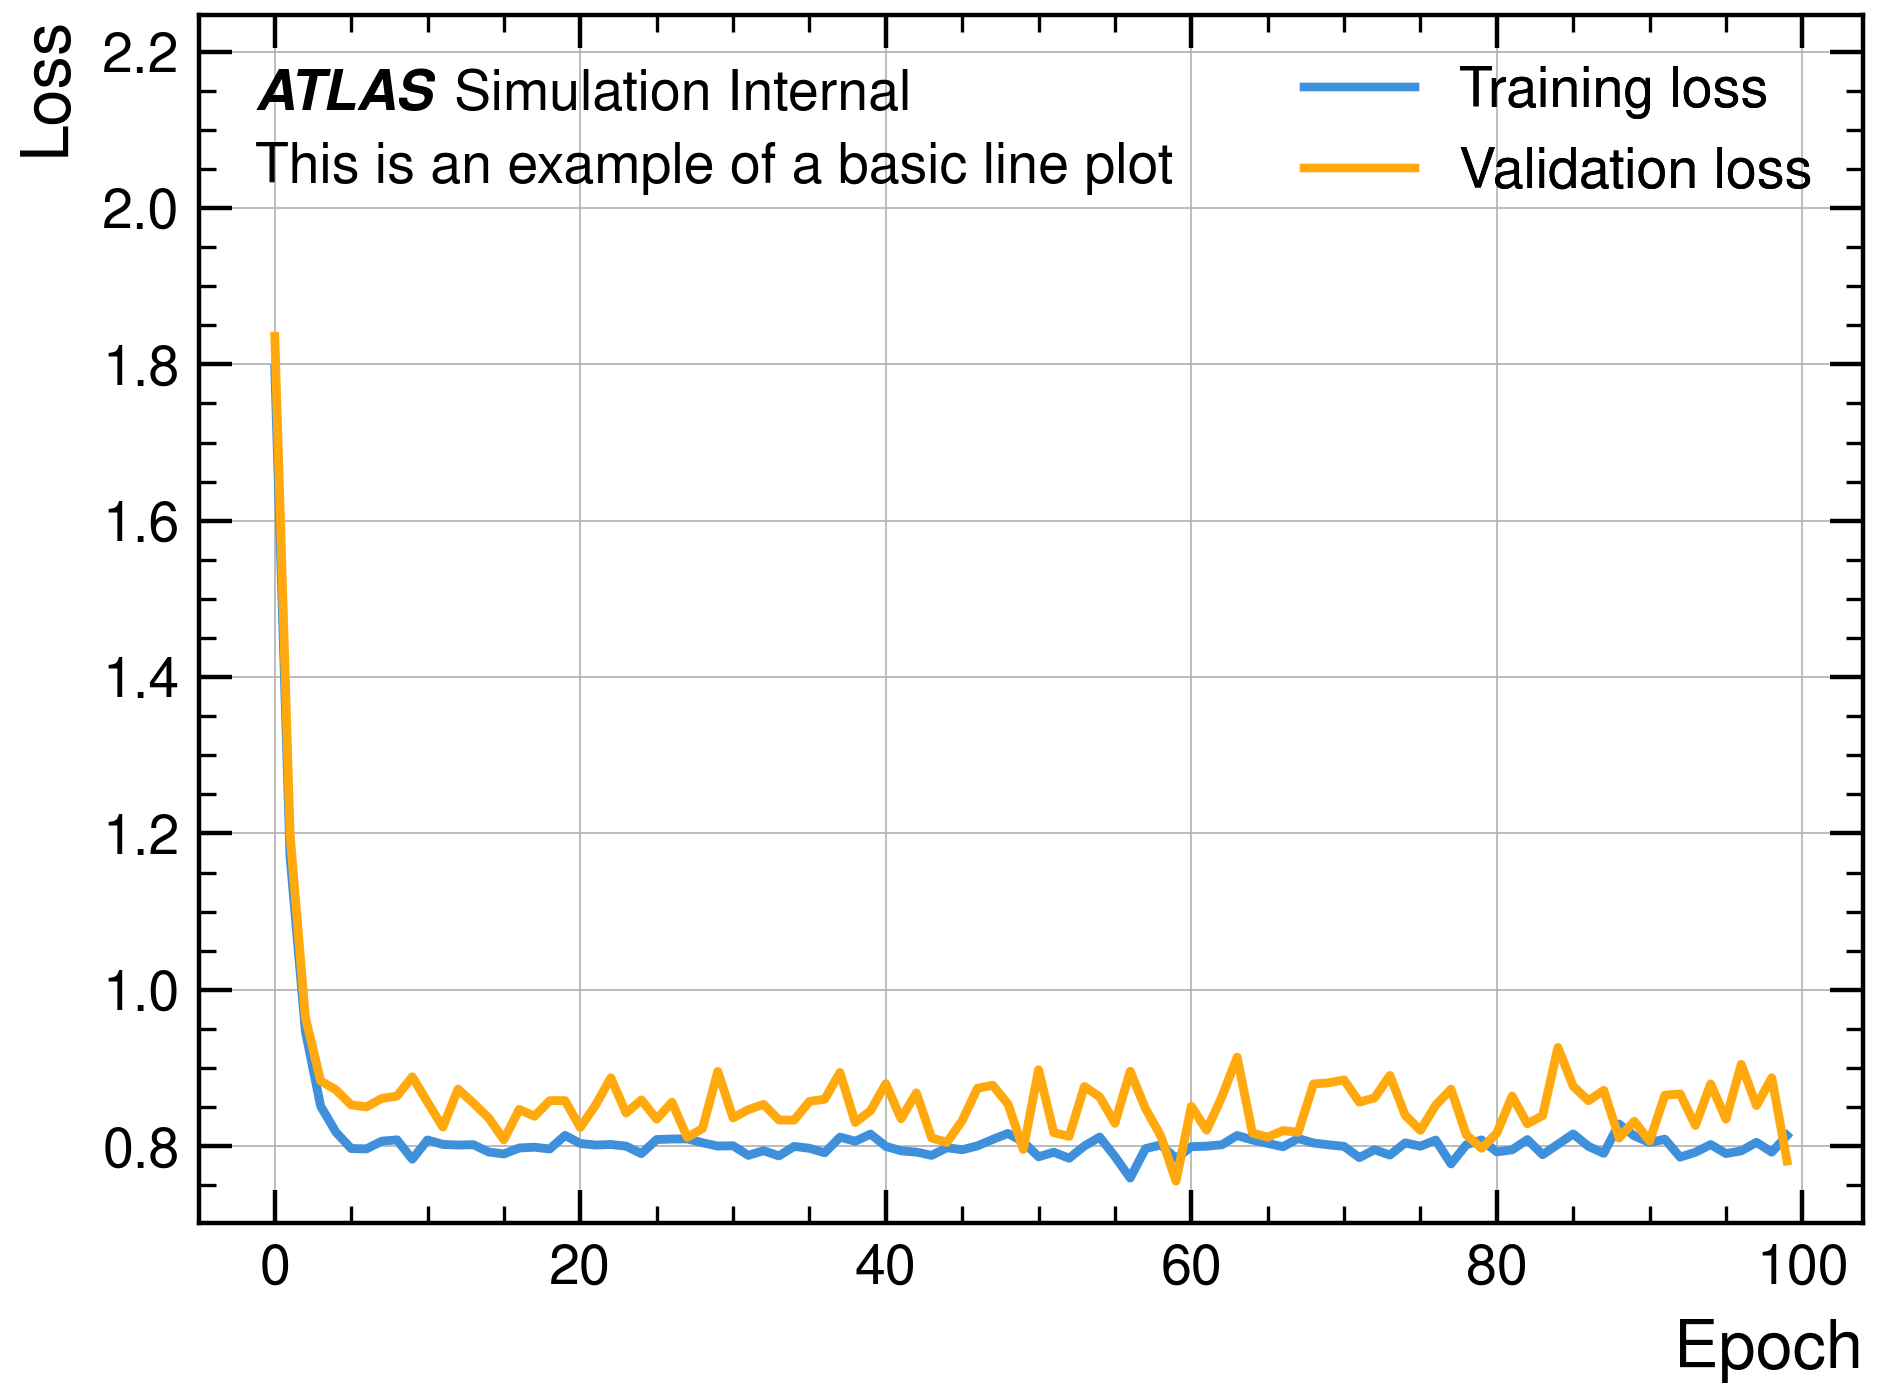 Loss
2.2
2.0
1.8
1.6
1.4
1.2
1.0
0.8
ATLAS Simulation Internal
This is an example of a basic line plot
Training loss
Validation loss
0 20 40 60 80 100
Epoch